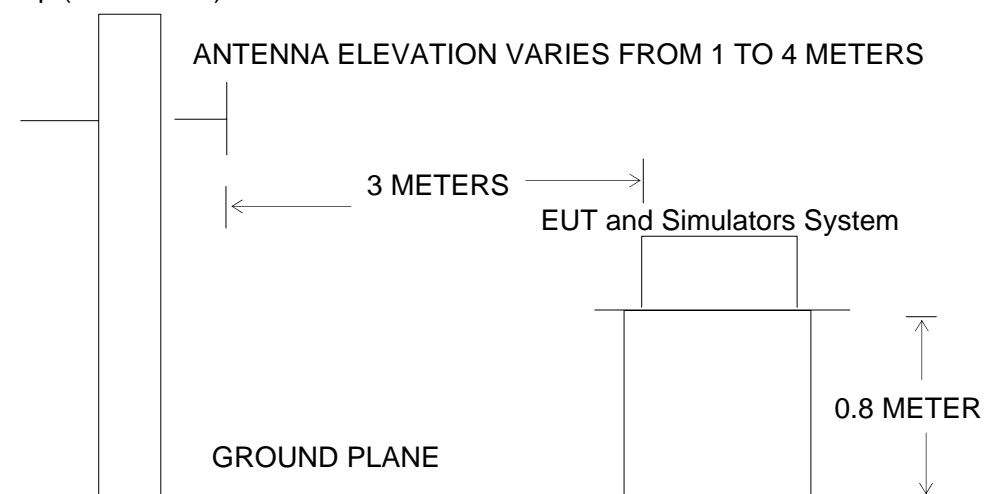 ANTENNA ELEVATION VARIES FROM 1 TO 4 METERS
3 METERS
EUT and Simulators System
0.8 METER
GROUND PLANE